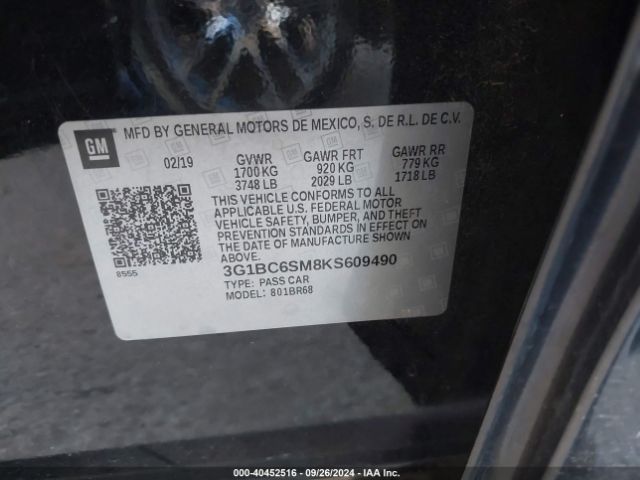 GM
MFD BY GENERAL MOTORS DE MEXICO, S. DE R.L. DE C.V.
02/19 GVWR GAWR FRT GAWR RR
1700 KG 920 KG 779 KG
3748 LB 2029 LB 1718 LB
THIS VEHICLE CONFORMS TO ALL
APPLICABLE U.S. FEDERAL MOTOR
VEHICLE SAFETY, BUMPER, AND THEFT
PREVENTION STANDARDS IN EFFECT ON
THE DATE OF MANUFACTURE SHOWN
ABOVE.
8555
3G1BC6SM8KS609490
TYPE: PASS CAR
MODEL: 801BR68
000-40452516 - 09/26/2024 - IAA Inc.